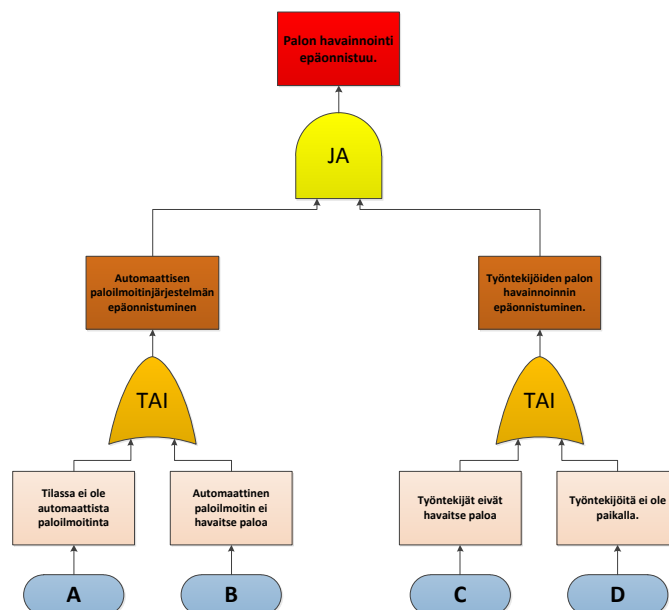 Palon havainnointi
epäonnistuu.
JA
Automaattisen
paloilmoitinjärjestelmän
epäonnistuminen
Työntekijöiden palon
havainnoinnin
epäonnistuminen.
TAI
TAI
Tilassa ei ole
automaattista
paloilmoitinta
Automaattinen
paloilmoitin ei
havaitse paloa
Työntekijät eivät
havaitse paloa
Työntekijöitä ei ole
paikalla.
A
B
C
D